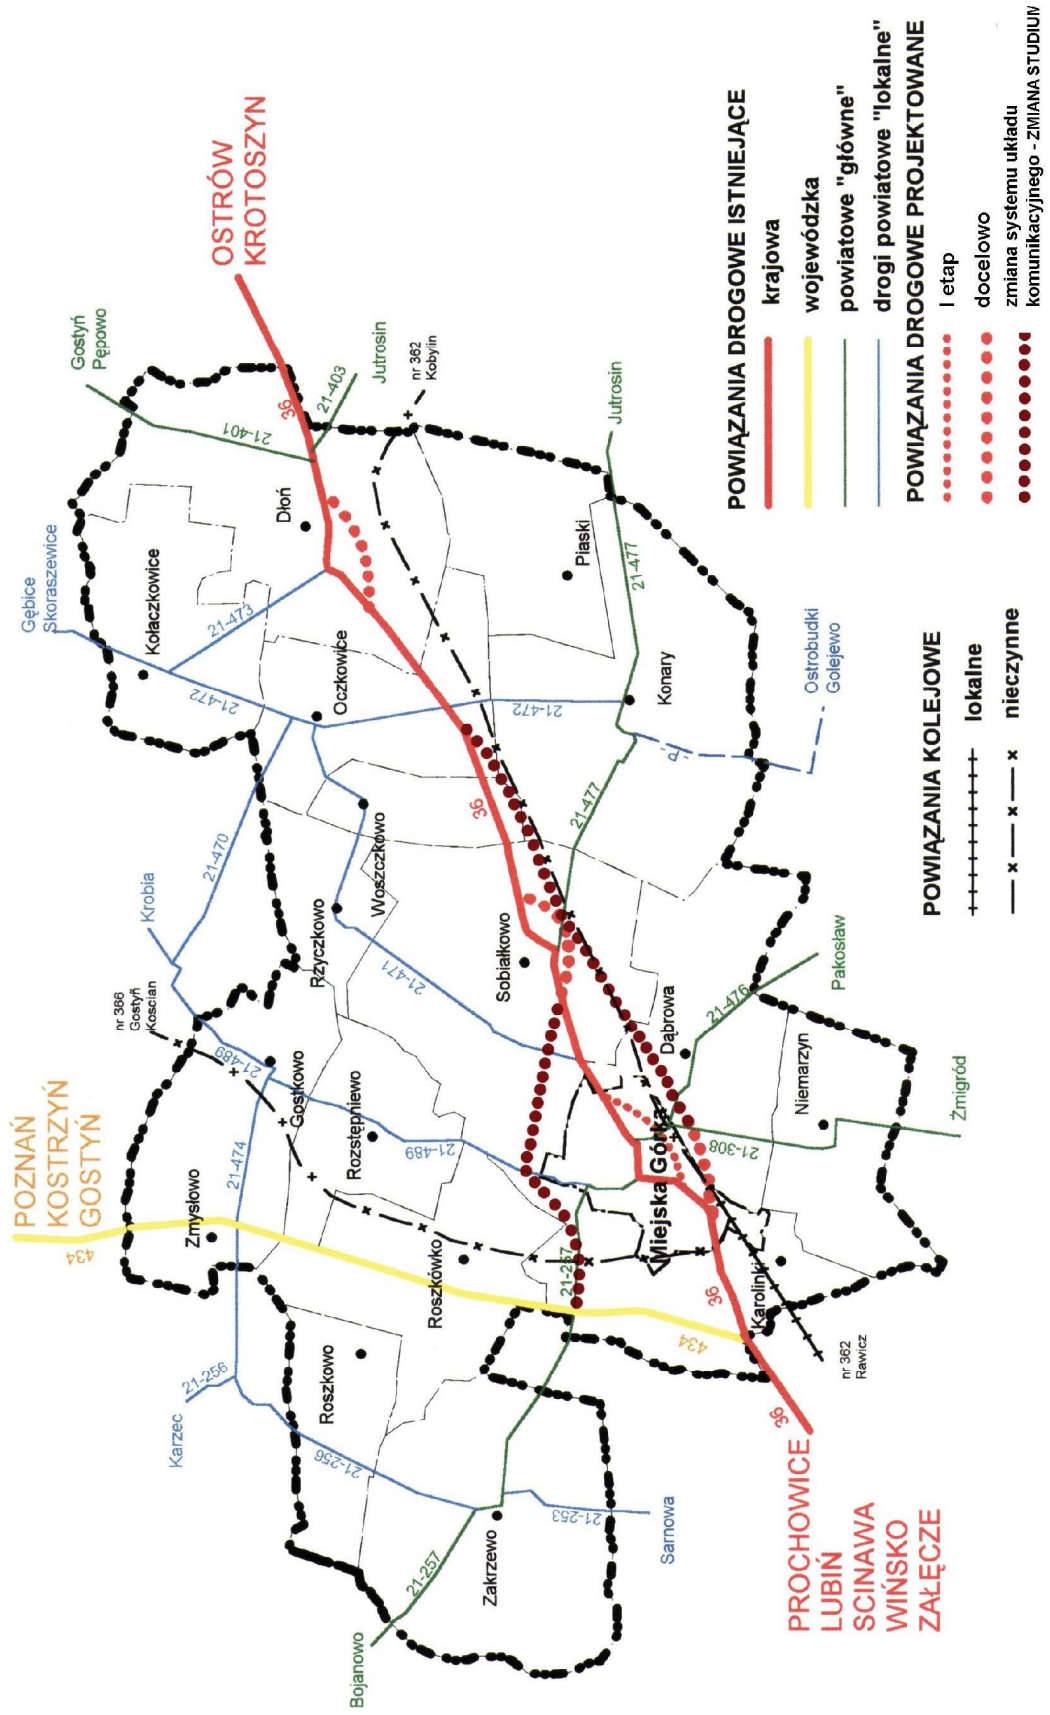 POZNAŃ
KOSTRZYŃ
GOSTYŃ
434
Gębice
Skoraszewice
Gostyń
Pępowo
OSTRÓW
KROTOSZYN
Krobia
nr 366
Gostyń
Koscian
Karzec
21-256
21-474
Zmysłowo
21-489
Gostkowo
21-470
21-472
Kołaczkowice
21-473
21-401
36
21-403
Jutrosin
nr 362
Kobylin
Dłoń
Oczkowice
Rzyczkowo
Woszczkowo
Rozstępniewo
21-489
21-471
Roszkowo
21-256
Roszkówko
Bojanowo
21-257
Zakrzewo
21-253
Sarnowa
21-257
Sobiałkowo
36
21-472
Piaski
Jutrosin
21-477
Konary
21-477
Ostrobudki
Golejewo
Miejska Górka
Dąbrowa
21-476
Pakosław
21-308
Niemarzyn
Żmigród
Karolinki
36
434
nr 362
Rawicz
36
PROCHOWICE
LUBIŃ
SCINAWA
WIŃSKO
ZAŁĘCZE
POWIĄZANIA DROGOWE ISTNIEJĄCE
krajowa
wojewódzka
powiatowe "główne"
drogi powiatowe "lokalne"
POWIĄZANIA DROGOWE PROJEKTOWANE
I etap
docelowo
zmiana systemu układu
komunikacyjnego - ZMIANA STUDIUM
POWIĄZANIA KOLEJOWE
lokalne
nieczynne